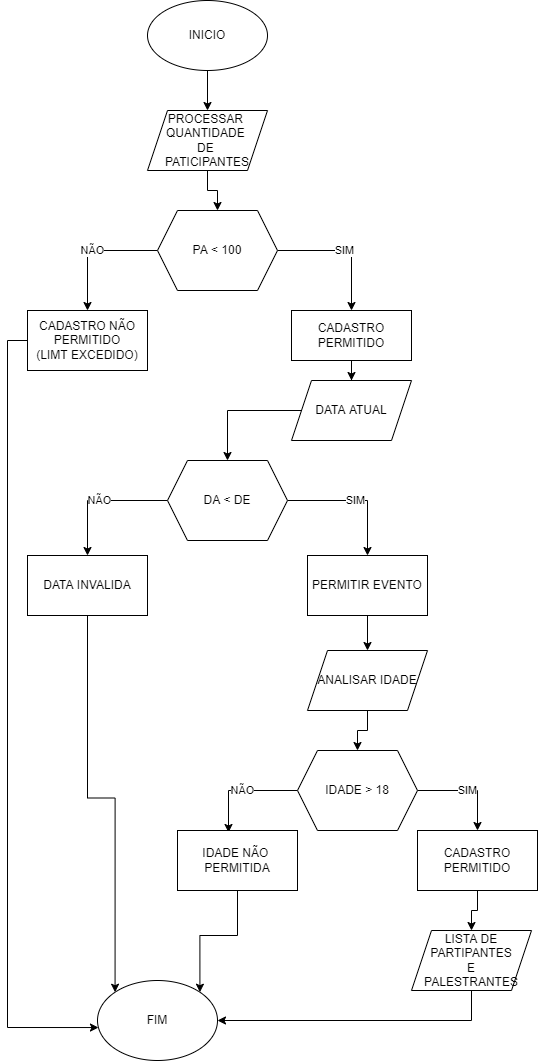 INICIO
PROCESSAR
QUANTIDADE
DE
PATICIPANTES
PA < 100
NÃO
SIM
CADASTRO NÃO
PERMITIDO
(LIMT EXCEDIDO)
CADASTRO
PERMITIDO
DATA ATUAL
DA < DE
NÃO
SIM
DATA INVALIDA
PERMITIR EVENTO
ANALISAR IDADE
IDADE > 18
NÃO
SIM
IDADE NÃO
PERMITIDA
CADASTRO
PERMITIDO
LISTA DE
PARTIPANTES
E
PALESTRANTES
FIM